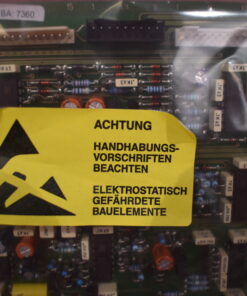 BA: 7360
ACHTUNG
HANDHABUNGS-
VORSCHRIFTEN
BEACHTEN
ELEKTROSTATISCH
GEFÄHRDETE
BAUELEMENTE